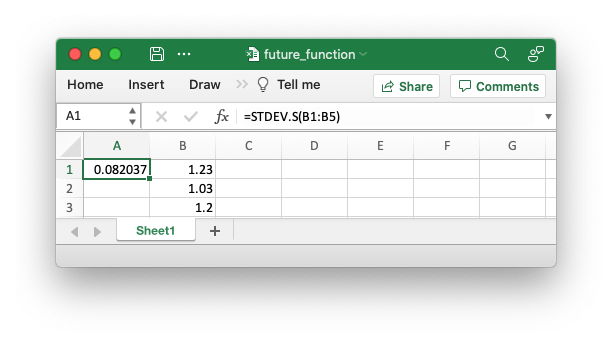 future_function
Home Insert Draw Tell me Share Comments
A1 fx =STDEV.S(B1:B5)
A B C D E F G
1 0.082037 1.23
2 1.03
3 1.2
Sheet1 +